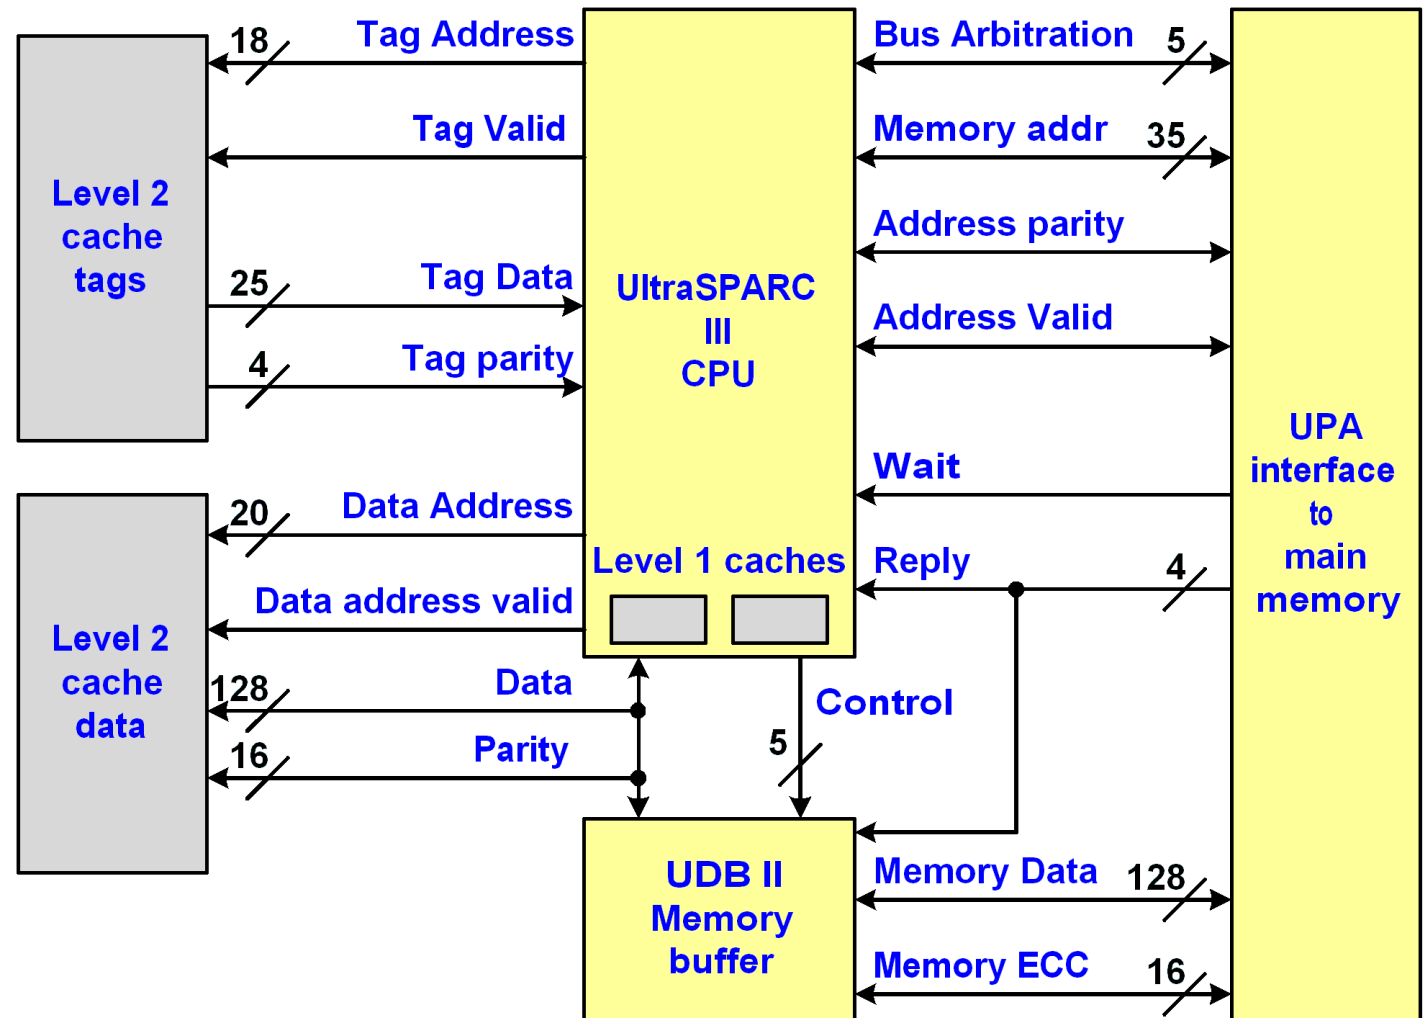 18
Tag Address
Tag Valid
Level 2
cache
tags
25
Tag Data
4
Tag parity
20
Data Address
Data address valid
Level 2
cache
data
128
Data
16
Parity
UltraSPARC
III
CPU
Level 1 caches
Control
5
UDB II
Memory
buffer
Bus Arbitration
5
Memory addr
35
Address parity
Address Valid
Wait
Reply
4
Memory Data
128
Memory ECC
16
UPA
interface
to
main
memory